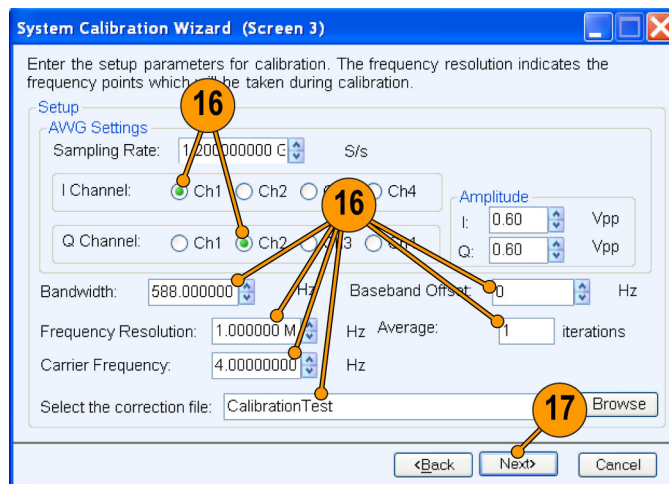 System Calibration Wizard (Screen 3)
Enter the setup parameters for calibration. The frequency resolution indicates the
frequency points which will be taken during calibration.
16
Setup
AWG Settings
Sampling Rate: 1.200000000 G S/s
I Channel: Ch1 Ch2 Ch4
16
Amplitude
I: 0.60 Vpp
Q Channel: Ch1 Ch2 Ch3 Ch4
Q: 0.60 Vpp
Bandwidth: 588.000000 Hz Baseband Offset: 0 Hz
Frequency Resolution: 1.000000 M Hz Average: 1 iterations
Carrier Frequency: 4.00000000 Hz
Select the correction file: CalibrationTest Browse
17
<Back Next> Cancel